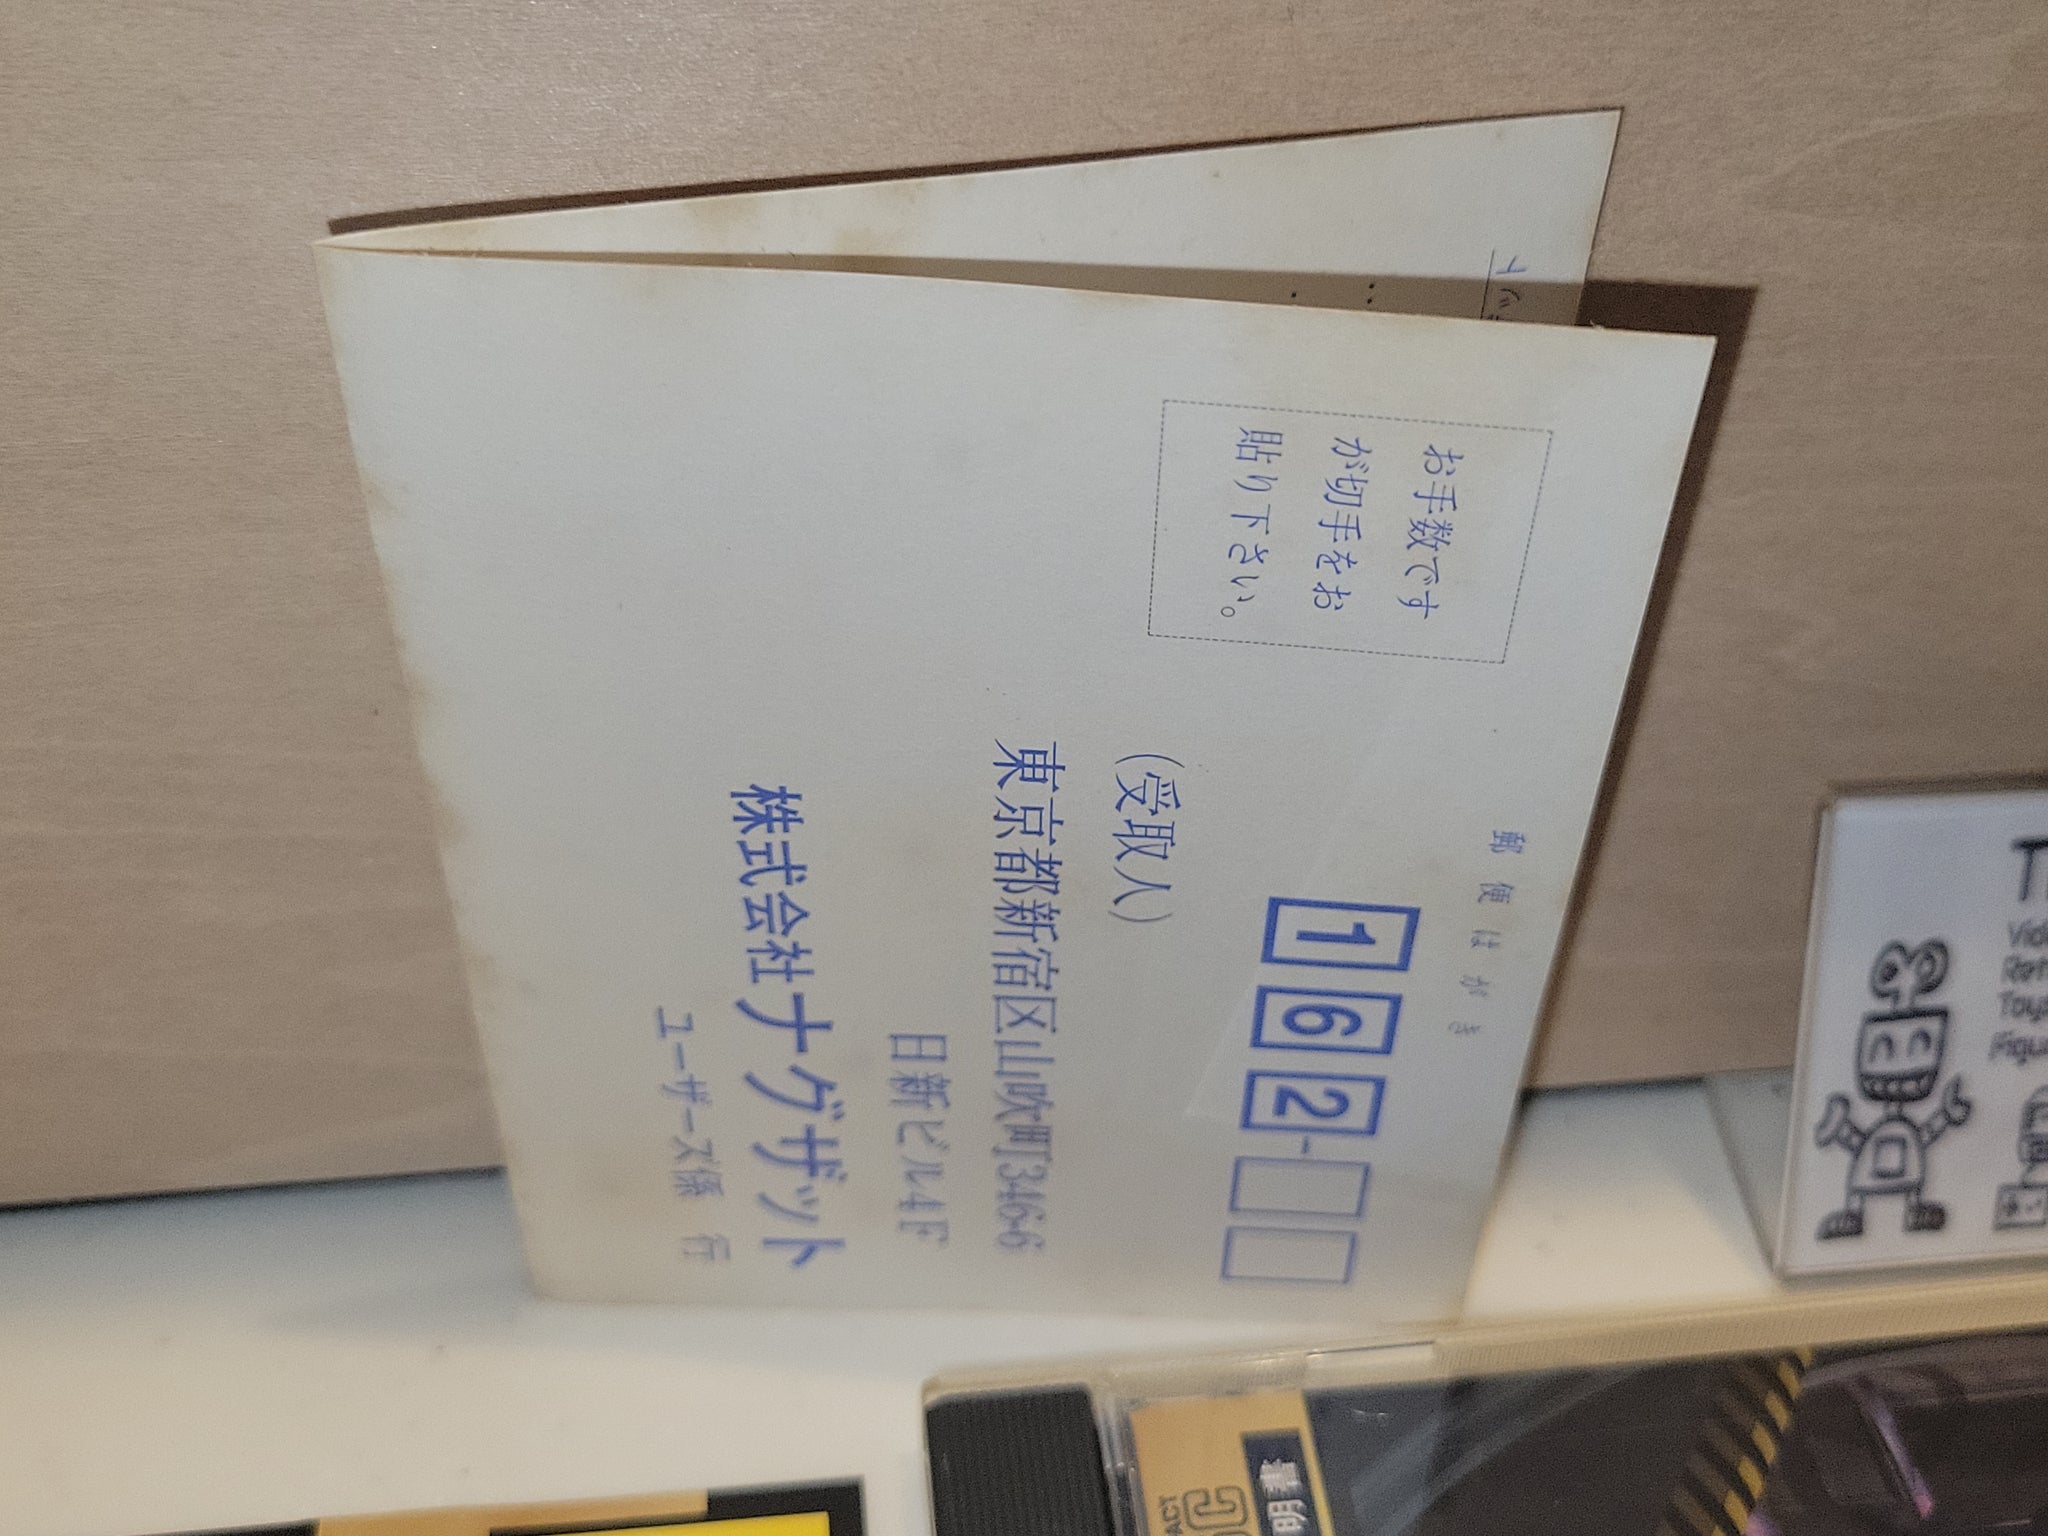 郵便はがき
162-
お手数です
が切手をお
貼り下さい。
(受取人)
東京都新宿区山吹町346-6
日新ビル4F
株式会社ナグザット
ユーザーズ係 行